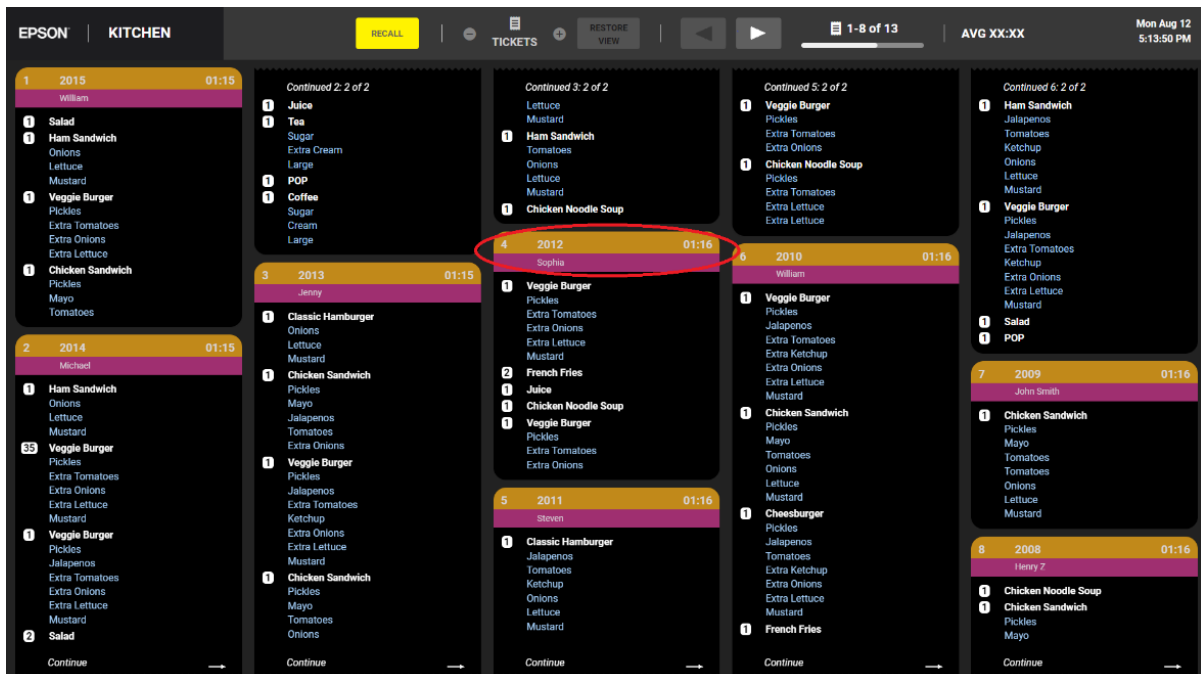 EPSON
KITCHEN
RECALL
TICKETS
RESTORE
VIEW
1-8 of 13
AVG XX:XX
Mon Aug 12
5:13:50 PM
1 2015 01:15
William
1 Salad
1 Ham Sandwich
Onions
Lettuce
Mustard
1 Veggie Burger
Pickles
Extra Tomatoes
Extra Onions
Extra Lettuce
1 Chicken Sandwich
Pickles
Mayo
Tomatoes
2 2014 01:15
Michael
1 Ham Sandwich
Onions
Lettuce
Mustard
35 Veggie Burger
Pickles
Extra Tomatoes
Extra Onions
Extra Lettuce
Mustard
1 Veggie Burger
Pickles
Jalapenos
Extra Tomatoes
Extra Onions
Extra Lettuce
Mustard
2 Salad
Continue
Continued 2: 2 of 2
1 Juice
1 Tea
Sugar
Extra Cream
Large
1 POP
1 Coffee
Sugar
Cream
Large
3 2013 01:15
Jenny
1 Classic Hamburger
Onions
Lettuce
Mustard
1 Chicken Sandwich
Pickles
Mayo
Jalapenos
Tomatoes
Extra Onions
1 Veggie Burger
Pickles
Jalapenos
Extra Tomatoes
Ketchup
Extra Onions
Extra Lettuce
Mustard
1 Chicken Sandwich
Pickles
Mayo
Tomatoes
Onions
Continue
Continued 3: 2 of 2
Lettuce
Mustard
1 Ham Sandwich
Tomatoes
Onions
Lettuce
Mustard
1 Chicken Noodle Soup
4 2012 01:16
Sophia
1 Veggie Burger
Pickles
Extra Tomatoes
Extra Onions
Extra Lettuce
Mustard
2 French Fries
1 Juice
1 Chicken Noodle Soup
1 Veggie Burger
Pickles
Extra Tomatoes
Extra Onions
5 2011 01:16
Steven
1 Classic Hamburger
Jalapenos
Tomatoes
Ketchup
Onions
Lettuce
Mustard
Continue
Continued 5: 2 of 2
1 Veggie Burger
Pickles
Extra Tomatoes
Extra Onions
1 Chicken Noodle Soup
Pickles
Extra Tomatoes
Extra Lettuce
Extra Lettuce
6 2010 01:16
William
1 Veggie Burger
Pickles
Jalapenos
Extra Tomatoes
Extra Ketchup
Extra Onions
Extra Lettuce
Mustard
1 Chicken Sandwich
Pickles
Mayo
Tomatoes
Onions
Lettuce
Mustard
1 Cheesburger
Pickles
Jalapenos
Tomatoes
Extra Ketchup
Extra Onions
Extra Lettuce
Mustard
1 French Fries
Continue
Continued 6: 2 of 2
1 Ham Sandwich
Jalapenos
Tomatoes
Ketchup
Onions
Lettuce
Mustard
1 Veggie Burger
Pickles
Jalapenos
Extra Tomatoes
Ketchup
Extra Onions
Extra Lettuce
Mustard
1 Salad
1 POP
7 2009 01:16
John Smith
1 Chicken Sandwich
Pickles
Mayo
Tomatoes
Tomatoes
Onions
Lettuce
Mustard
8 2008 01:16
Henry Z
1 Chicken Noodle Soup
1 Chicken Sandwich
Pickles
Mayo
Continue